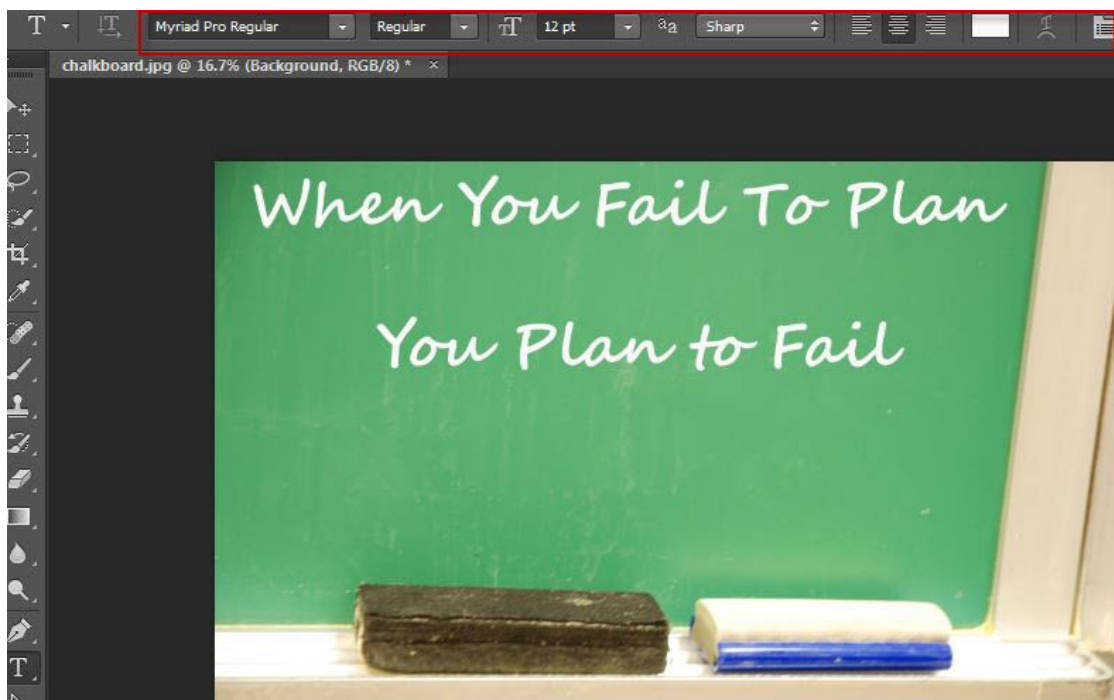 T Myriad Pro Regular Regular 12 pt aa Sharp
chalkboard.jpg @ 16.7% (Background, RGB/8) * ×
When You Fail To Plan
You Plan to Fail
T